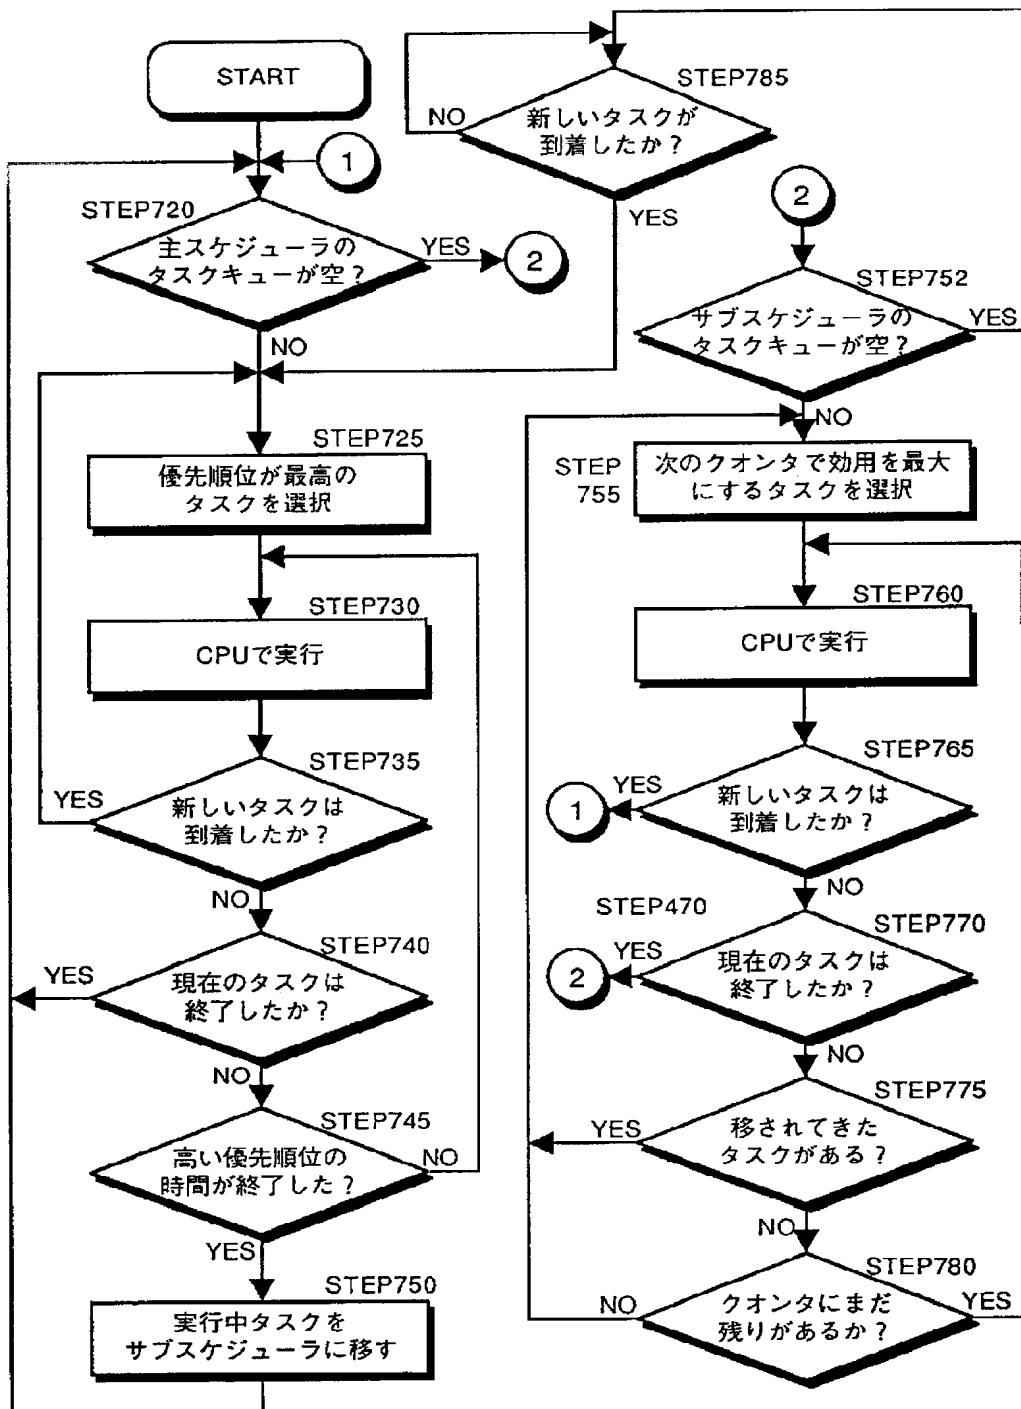 START
1
STEP720
主スケジューラの
タスクキューが空？
YES
2
NO
STEP725
優先順位が最高の
タスクを選択
STEP730
CPUで実行
STEP735
YES
新しいタスクは
到着したか？
NO
STEP740
YES
現在のタスクは
終了したか？
NO
STEP745
高い優先順位の
時間が終了した？
NO
YES
STEP750
実行中タスクを
サブスケジューラに移す
STEP785
NO
新しいタスクが
到着したか？
YES
2
STEP752
サブスケジューラの
タスクキューが空？
YES
NO
STEP
755
次のクオンタで効用を最大
にするタスクを選択
STEP760
CPUで実行
STEP765
YES
1
新しいタスクは
到着したか？
NO
STEP470
STEP770
YES
2
現在のタスクは
終了したか？
NO
STEP775
YES
移されてきた
タスクがある？
NO
STEP780
NO
クオンタにまだ
残りがあるか？
YES